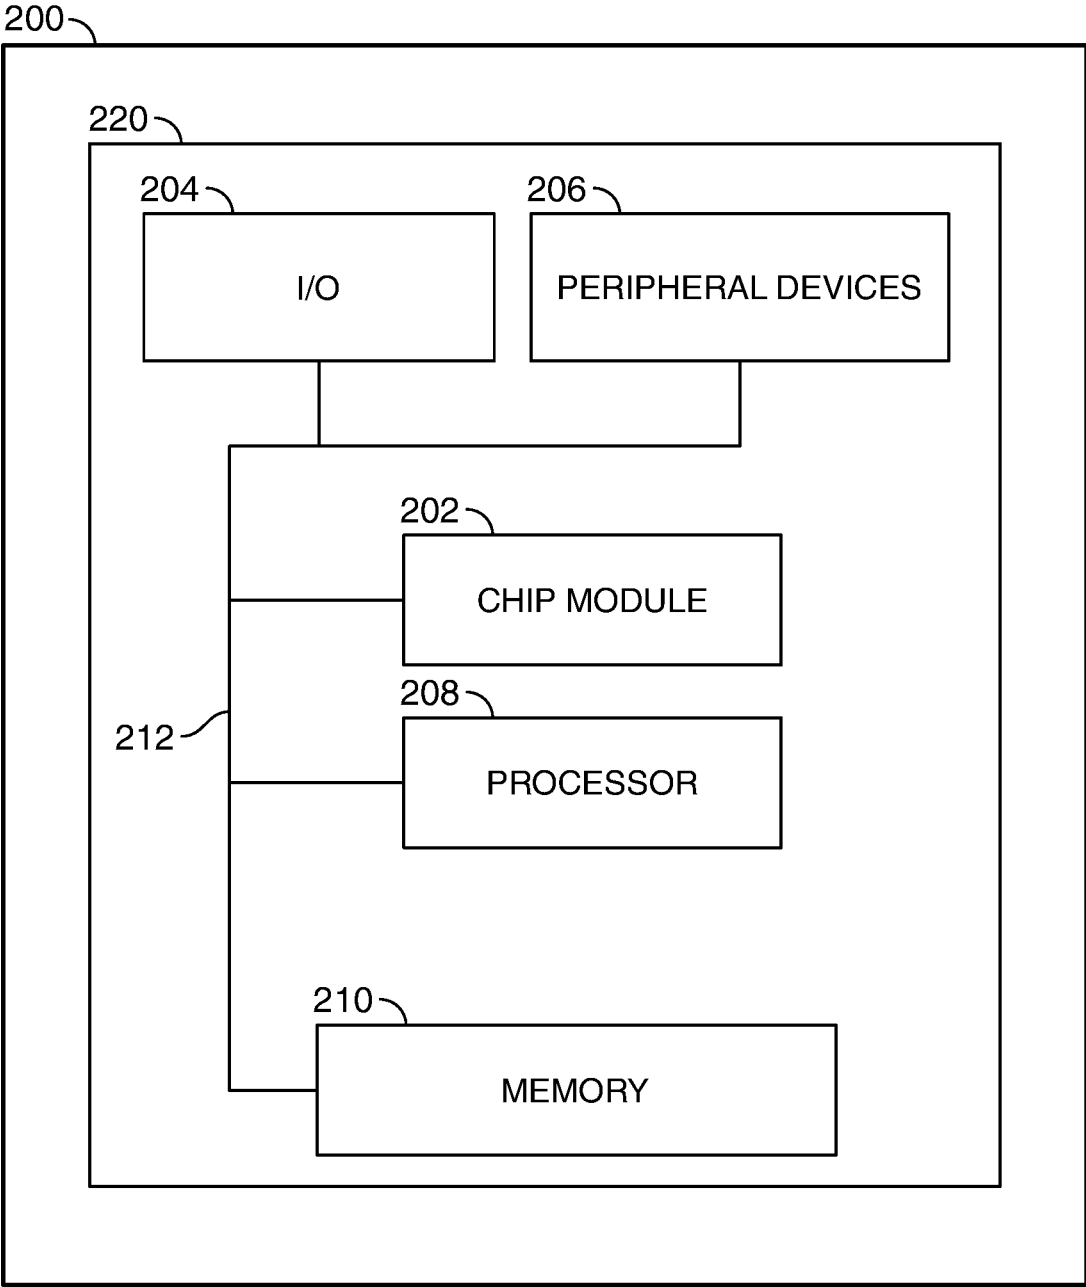 200
220
204
206
I/O
PERIPHERAL DEVICES
202
CHIP MODULE
208
212
PROCESSOR
210
MEMORY